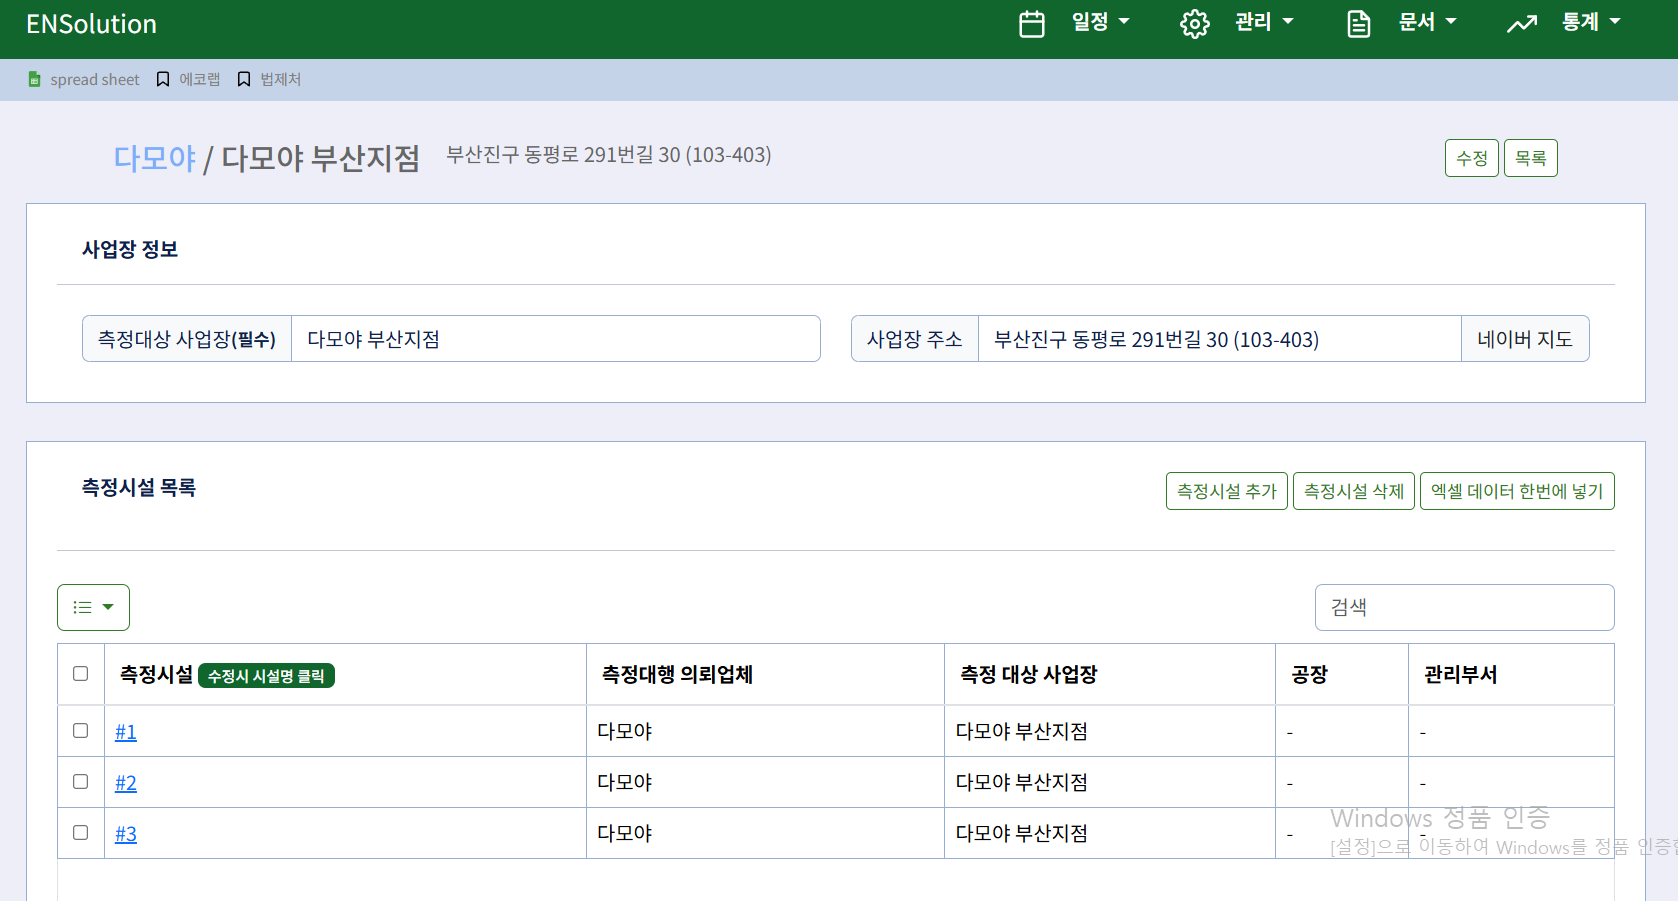 ENSolution
일정
관리
문서
통계
spread sheet
에코랩
법제처
다모야 / 다모야 부산지점 부산진구 동평로 291번길 30 (103-403)
수정
목록
사업장 정보
측정대상 사업장(필수) 다모야 부산지점
사업장 주소 부산진구 동평로 291번길 30 (103-403) 네이버 지도
측정시설 목록
측정시설 추가
측정시설 삭제
엑셀 데이터 한번에 넣기
검색
측정시설 수정시 시설명 클릭 측정대행 의뢰업체 측정 대상 사업장 공장 관리부서
#1 다모야 다모야 부산지점 - -
#2 다모야 다모야 부산지점 - -
#3 다모야 다모야 부산지점 - -
Windows 정품 인증
[설정]으로 이동하여 Windows를 정품 인증